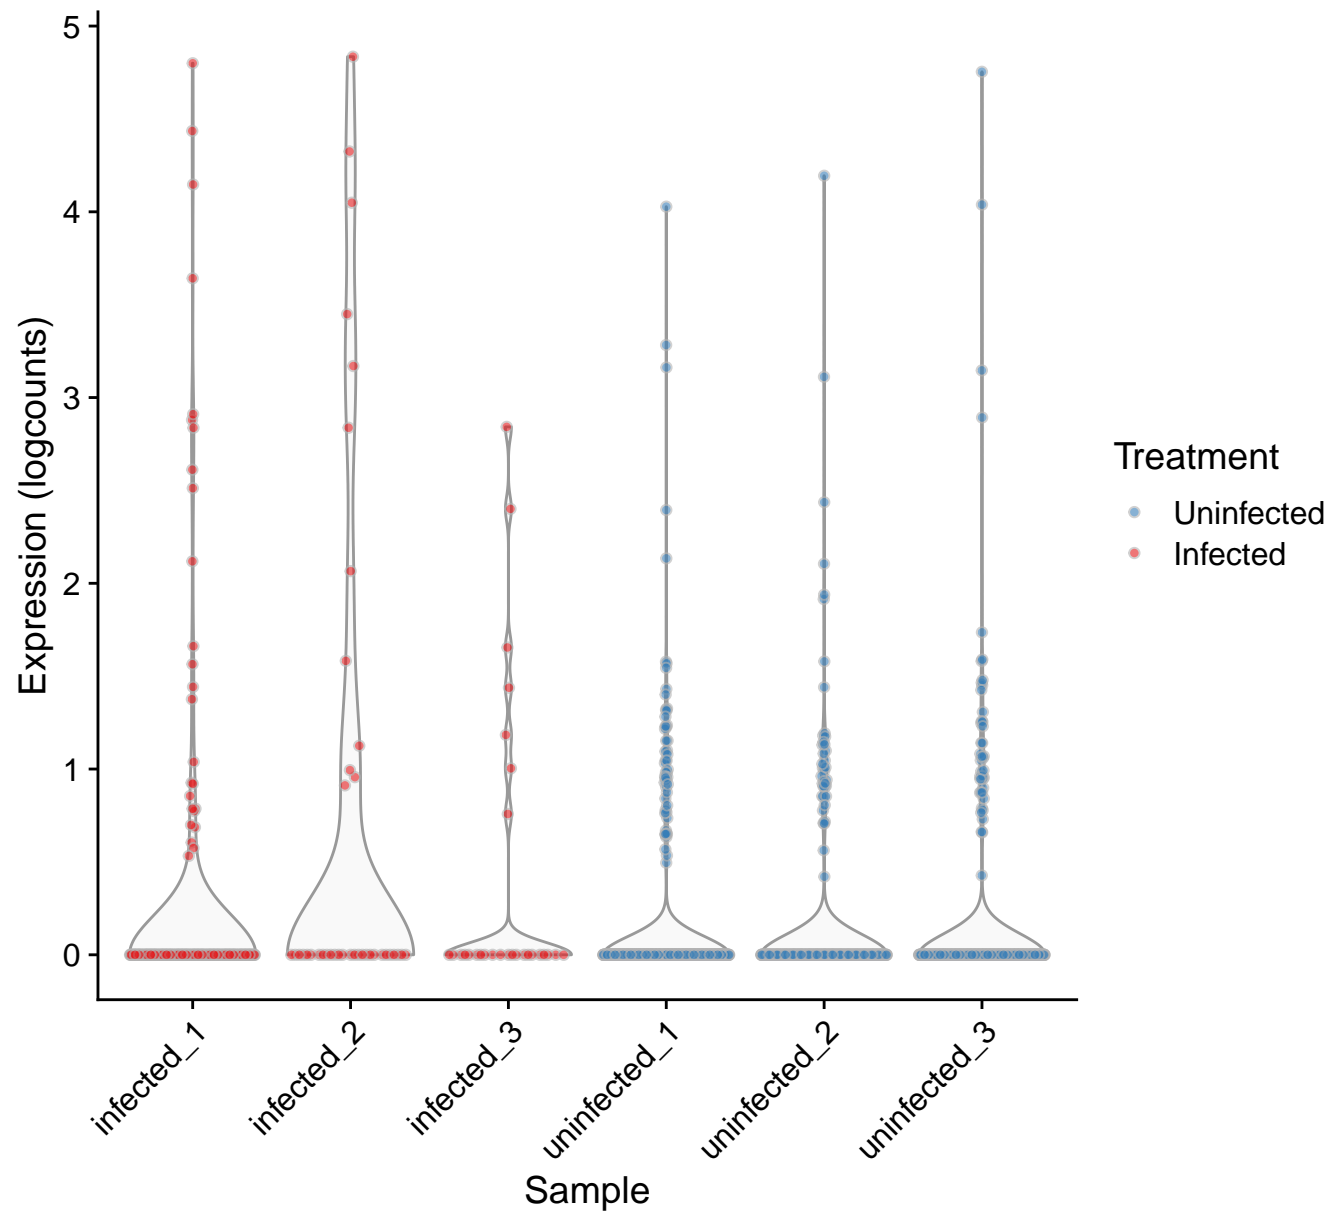 5
4
3
2
1
0
Expression (logcounts)
infected_1
infected_2
infected_3
uninfected_1
uninfected_2
uninfected_3
Sample
Treatment
Uninfected
Infected